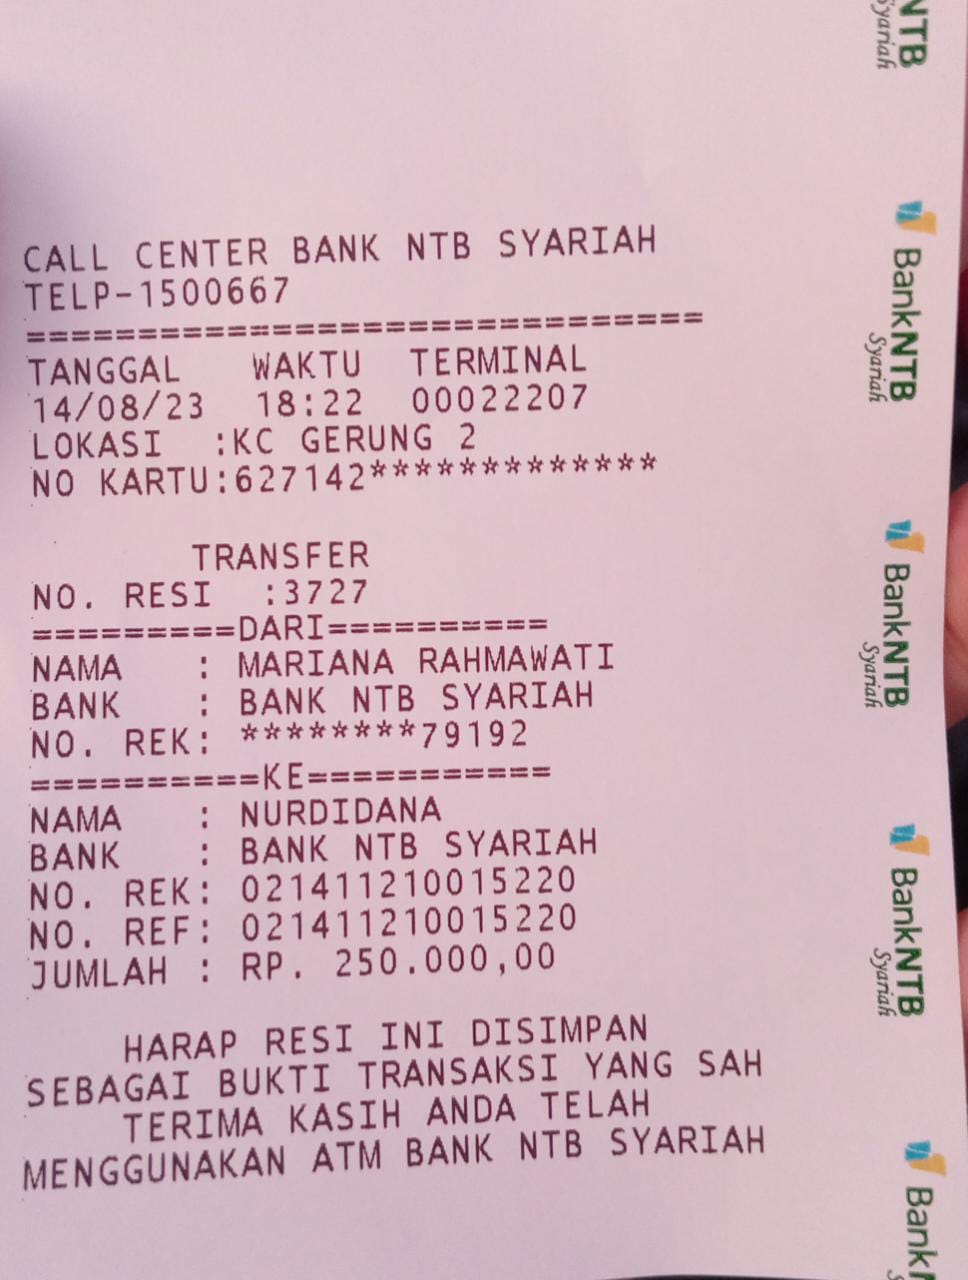 CALL CENTER BANK NTB SYARIAH
TELP-1500667
==============================
TANGGAL WAKTU TERMINAL
14/08/23 18:22 00022207
LOKASI :KC GERUNG 2
NO KARTU:627142*************
TRANSFER
NO. RESI :3727
=========DARI==========
NAMA : MARIANA RAHMAWATI
BANK : BANK NTB SYARIAH
NO. REK: ********79192
==========KE===========
NAMA : NURDIDANA
BANK : BANK NTB SYARIAH
NO. REK: 021411210015220
NO. REF: 021411210015220
JUMLAH : RP. 250.000,00
HARAP RESI INI DISIMPAN
SEBAGAI BUKTI TRANSAKSI YANG SAH
TERIMA KASIH ANDA TELAH
MENGGUNAKAN ATM BANK NTB SYARIAH
NTB
Syariah
BankNTB
Syariah
BankNTB
Syariah
BankNTB
Syariah
Bank